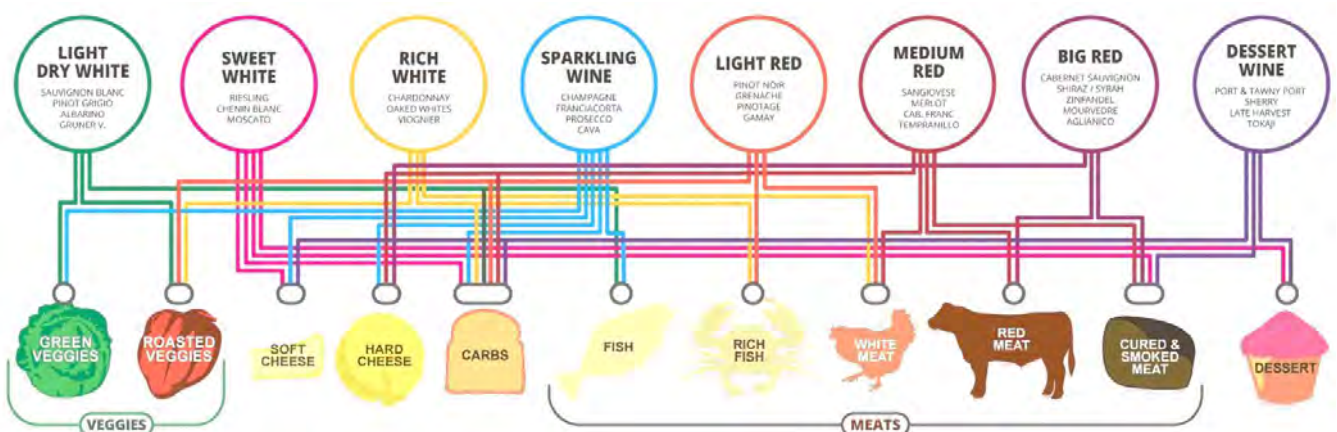 LIGHT
DRY WHITE
SAUVIGNON BLANC
PINOT GRIGIO
ALBARINO
GRUNER V.
SWEET
WHITE
RIESLING
CHENIN BLANC
MOSCATO
RICH
WHITE
CHARDONNAY
OAKED WHITES
VIOGNIER
SPARKLING
WINE
CHAMPAGNE
FRANCIACORTA
PROSECCO
CAVA
LIGHT RED
PINOT NOIR
GRENACHE
PINOTAGE
GAMAY
MEDIUM
RED
SANGIOVESE
MERLOT
CAB. FRANC
TEMPRANILLO
BIG RED
CABERNET SAUVIGNON
SHIRAZ / SYRAH
ZINFANDEL
MOURVEDRE
AGLIANICO
DESSERT
WINE
PORT & TAWNY PORT
SHERRY
LATE HARVEST
TOKAJI
GREEN
VEGGIES
ROASTED
VEGGIES
SOFT
CHEESE
HARD
CHEESE
CARBS
FISH
RICH
FISH
WHITE
MEAT
RED
MEAT
CURED &
SMOKED
MEAT
DESSERT
VEGGIES
MEATS